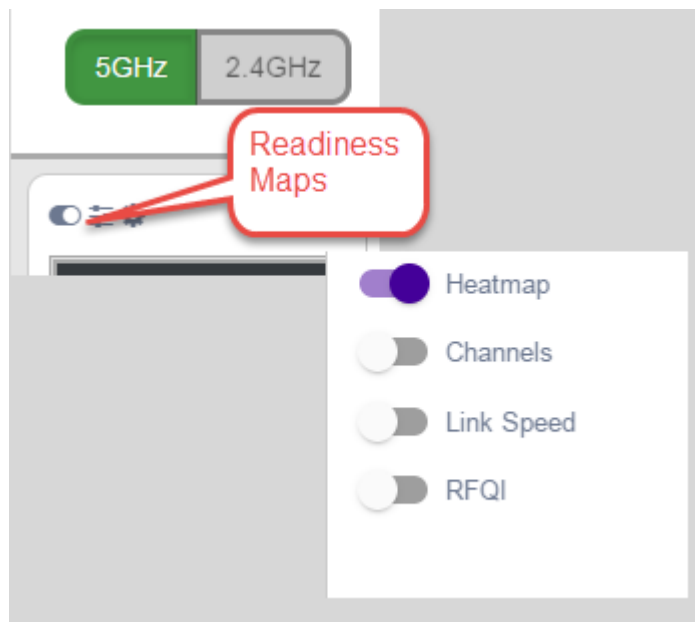 5GHz 2.4GHz
Readiness
Maps
Heatmap
Channels
Link Speed
RFQI